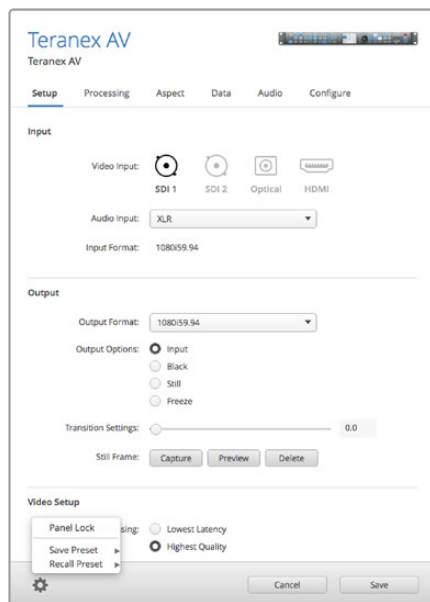 Teranex AV
Teranex AV
Setup Processing Aspect Data Audio Configure
Input
Video Input:
SDI 1 SDI 2 Optical HDMI
Audio Input: XLR
Input Format: 1080i59.94
Output
Output Format: 1080i59.94
Output Options: Input
Black
Still
Freeze
Transition Settings: 0.0
Still Frame: Capture Preview Delete
Video Setup
Panel Lock
Save Preset
Recall Preset
sing: Lowest Latency
Highest Quality
Cancel Save